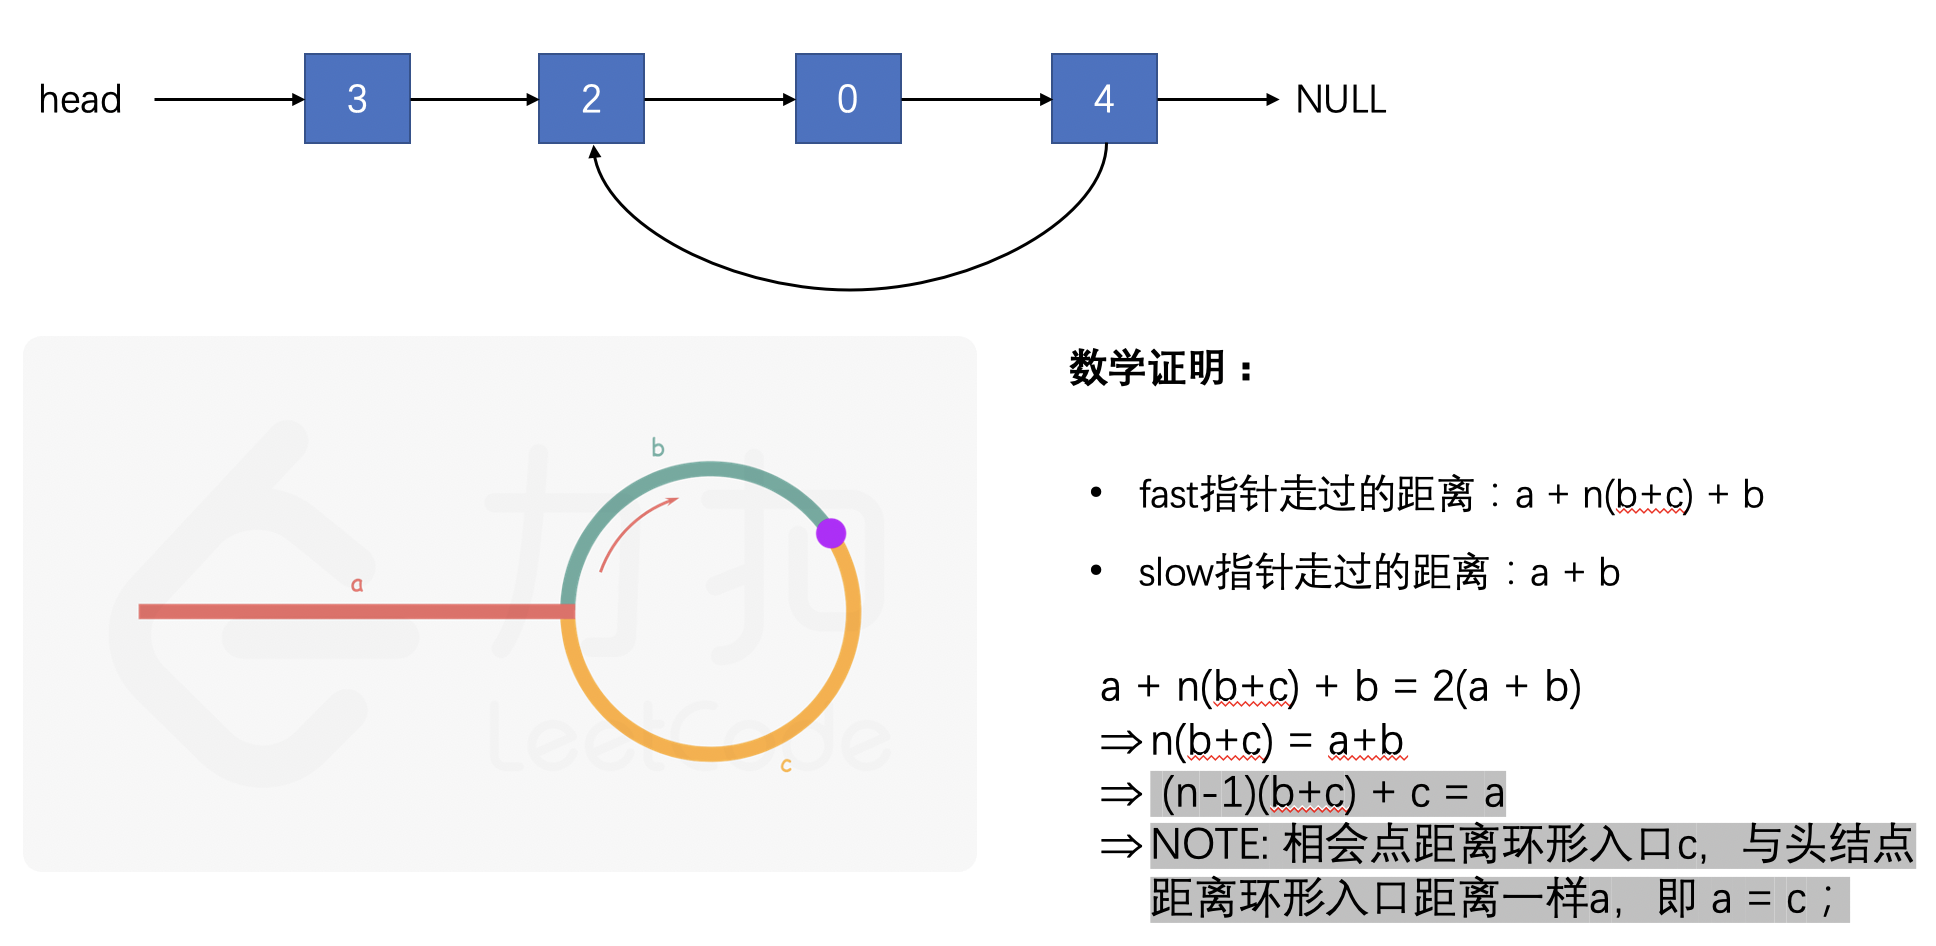 head 3 2 0 4 NULL
数学证明：
b
• fast指针走过的距离：a + n(b+c) + b
• slow指针走过的距离：a + b
a
力扣
a + n(b+c) + b = 2(a + b)
⇒n(b+c) = a+b
LeetCode
c
⇒ (n-1)(b+c) + c = a
⇒NOTE: 相会点距离环形入口c，与头结点
距离环形入口距离一样a，即 a = c；